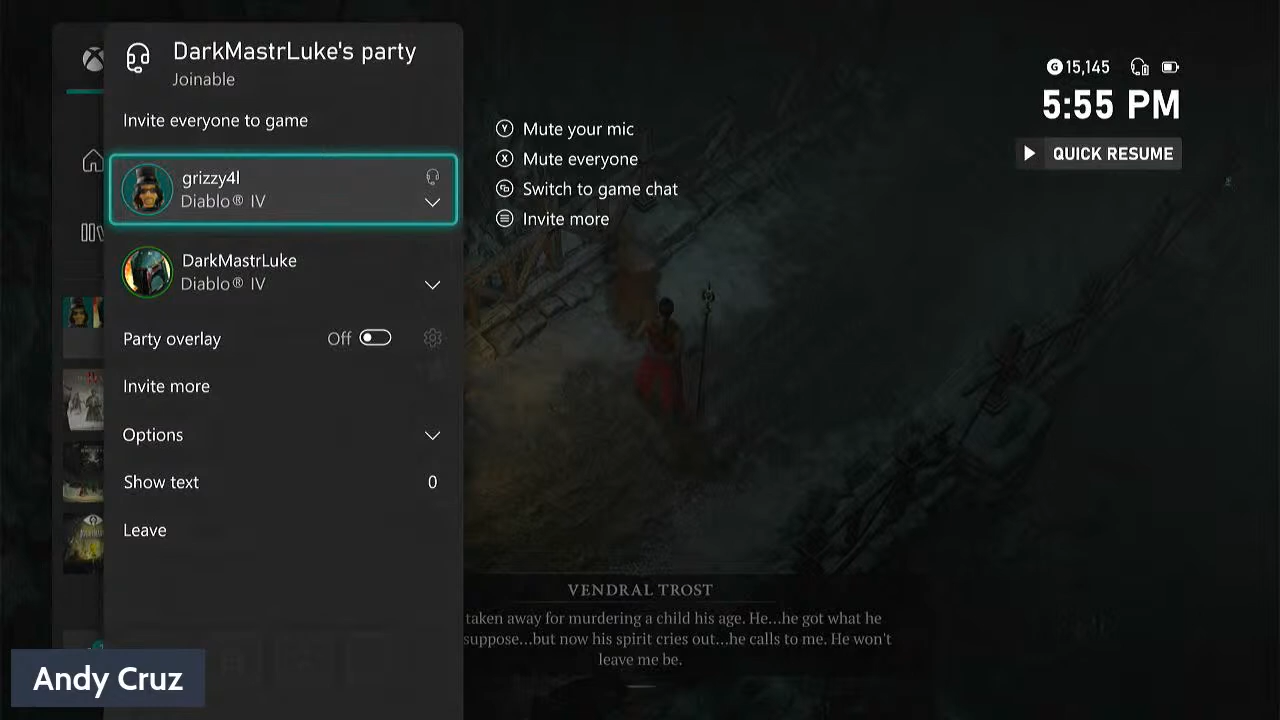 DarkMastrLuke's party
Joinable
Invite everyone to game
grizzy4l
Diablo® IV
DarkMastrLuke
Diablo® IV
Party overlay Off
Invite more
Options
Show text 0
Leave
Y Mute your mic
X Mute everyone
Switch to game chat
Invite more
G 15,145
5:55 PM
QUICK RESUME
VENDRAL TROST
taken away for murdering a child his age. He...he got what he
suppose...but now his spirit cries out...he calls to me. He won't
leave me be.
Andy Cruz